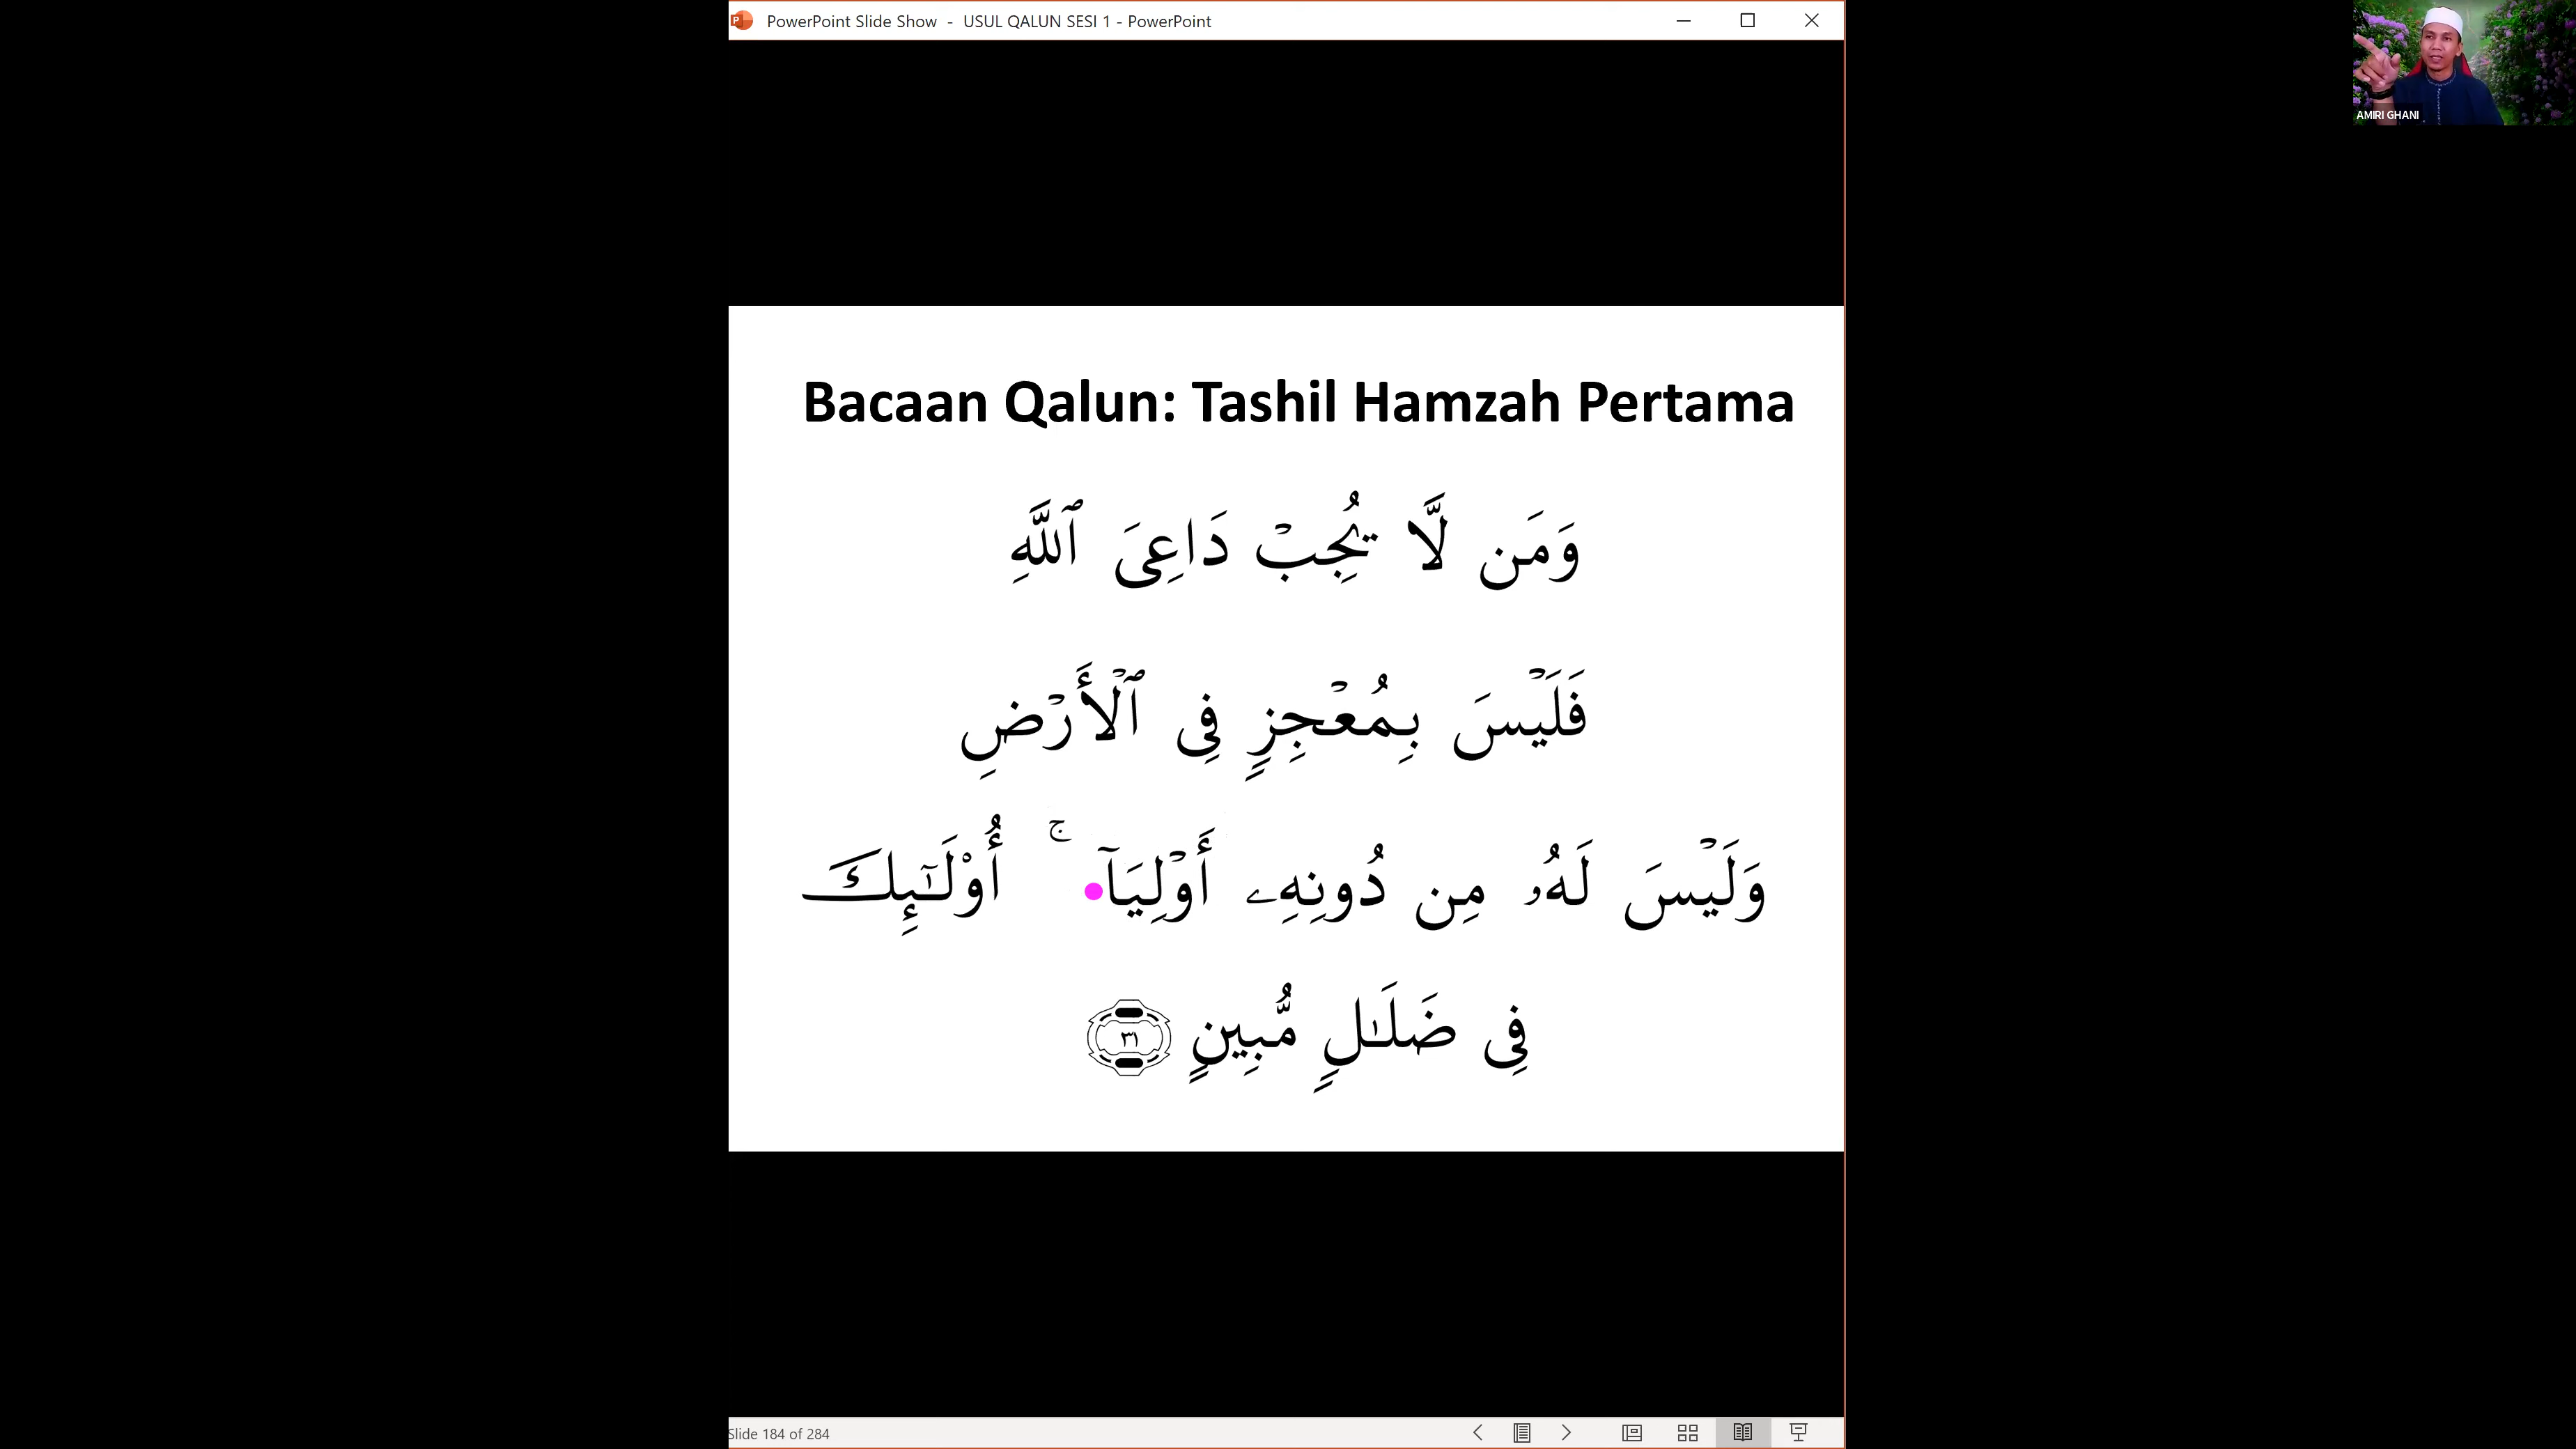 PowerPoint Slide Show - USUL QALUN SESI 1 - PowerPoint
AMIRI GHANI
Bacaan Qalun: Tashil Hamzah Pertama
وَمَن لَّا يُجِبْ دَاعِىَ ٱللَّهِ
فَلَيْسَ بِمُعْجِزٍ فِى ٱلْأَرْضِ
وَلَيْسَ لَهُۥ مِن دُونِهِۦ أَوْلِيَآ● ۚ أُوْلَـٰٓئِكَ
فِى ضَلَـٰلٍ مُّبِينٍ ٣١
Slide 184 of 284